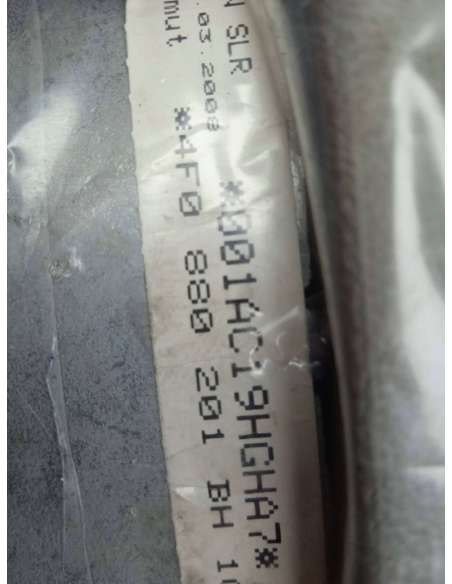 N SLR
.03.2008
mut
*001AC19HGHA7*
*4F0 880 201 BH